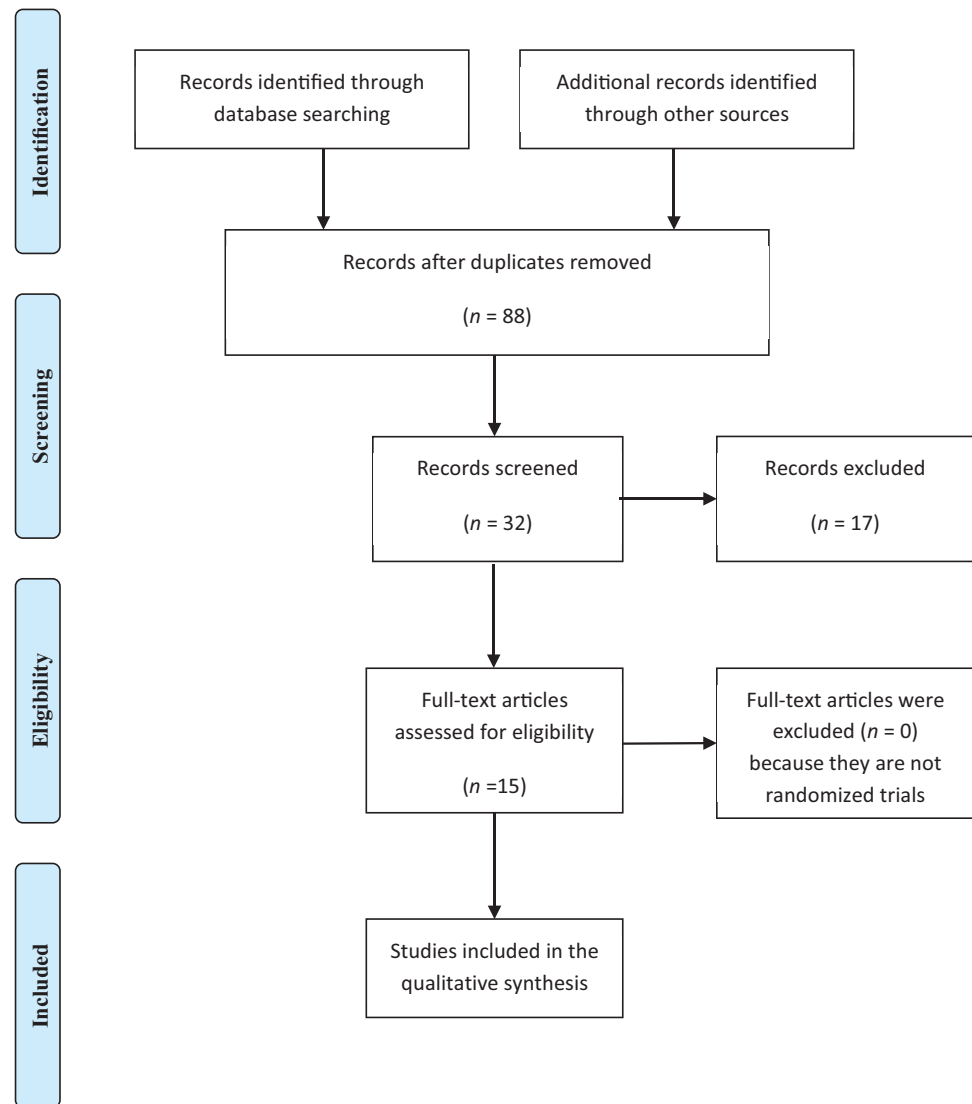 Identification
Records identified through
database searching
Additional records identified
through other sources
Records after duplicates removed
(n = 88)
Screening
Records screened
(n = 32)
Records excluded
(n = 17)
Eligibility
Full-text articles
assessed for eligibility
(n =15)
Full-text articles were
excluded (n = 0)
because they are not
randomized trials
Included
Studies included in the
qualitative synthesis